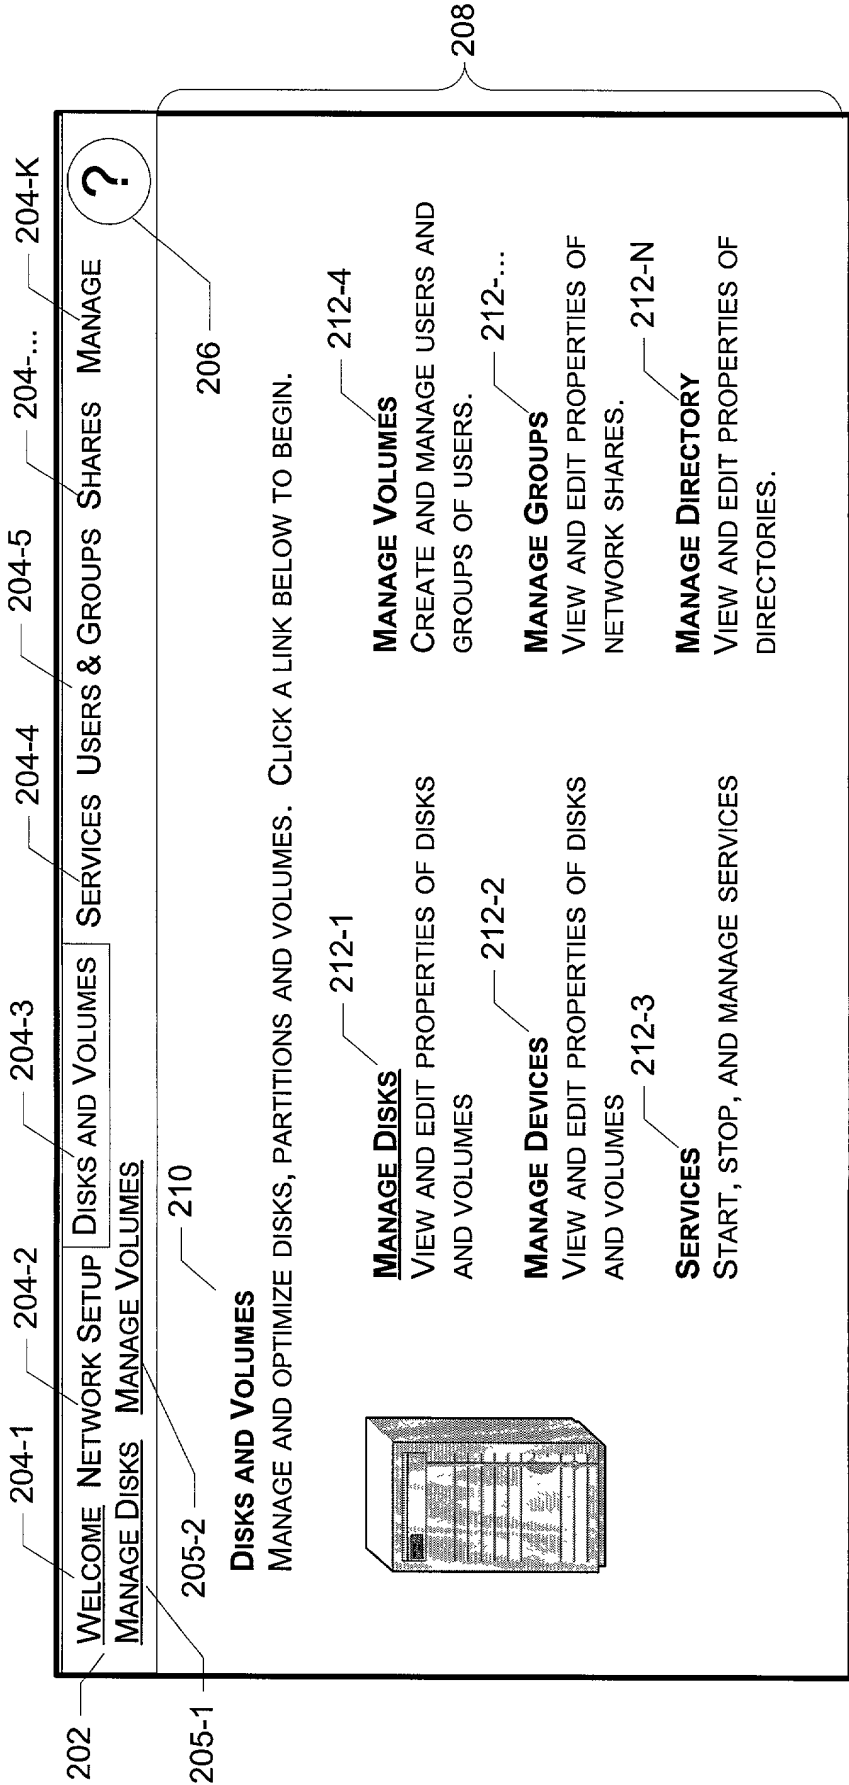 204-1 204-2 204-3 204-4 204-5 204-... 204-K
202
WELCOME NETWORK SETUP DISKS AND VOLUMES SERVICES USERS & GROUPS SHARES MANAGE ?
MANAGE DISKS MANAGE VOLUMES
205-1
205-2
210
206
208
DISKS AND VOLUMES
MANAGE AND OPTIMIZE DISKS, PARTITIONS AND VOLUMES. CLICK A LINK BELOW TO BEGIN.
212-1
MANAGE DISKS
VIEW AND EDIT PROPERTIES OF DISKS
AND VOLUMES
212-2
MANAGE DEVICES
VIEW AND EDIT PROPERTIES OF DISKS
AND VOLUMES
212-3
SERVICES
START, STOP, AND MANAGE SERVICES
212-4
MANAGE VOLUMES
CREATE AND MANAGE USERS AND
GROUPS OF USERS.
212-...
MANAGE GROUPS
VIEW AND EDIT PROPERTIES OF
NETWORK SHARES.
212-N
MANAGE DIRECTORY
VIEW AND EDIT PROPERTIES OF
DIRECTORIES.